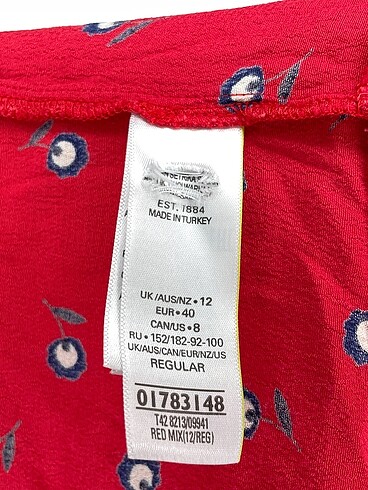 EST. 1884
MADE IN TURKEY
UK/AUS/NZ • 12
EUR • 40
CAN/US • 8
RU • 152/182-92-100
UK/AUS/CAN/EUR/NZ/US
REGULAR
01783148
T42 8213/09941
RED MIX(12/REG)